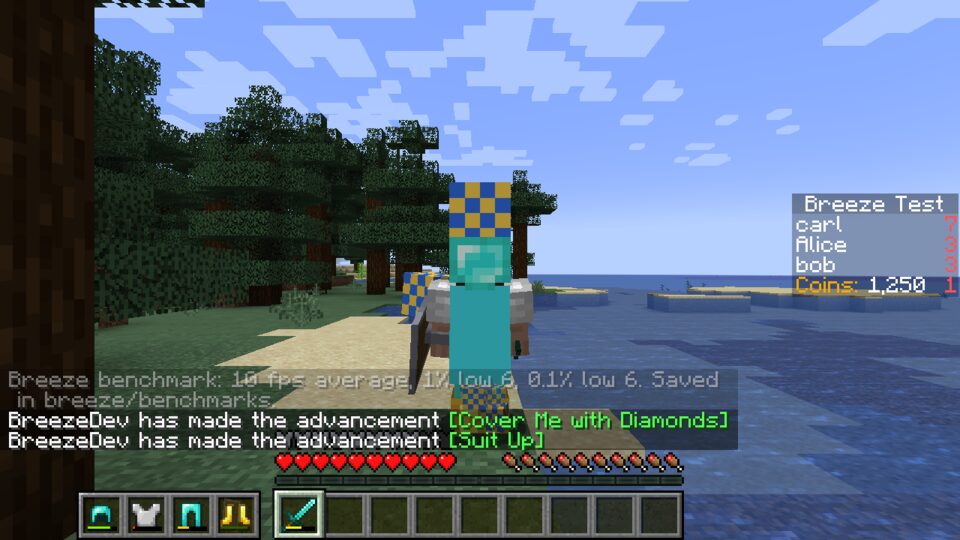 Breeze Test
carl
Alice 3
bob
Coins: 1,250 1
Breeze benchmark: 10 fps average, 1% low 6, 0.1% low 6. Saved
in breeze/benchmarks.
BreezeDev has made the advancement [Cover Me with Diamonds]
BreezeDev has made the advancement [Suit Up]